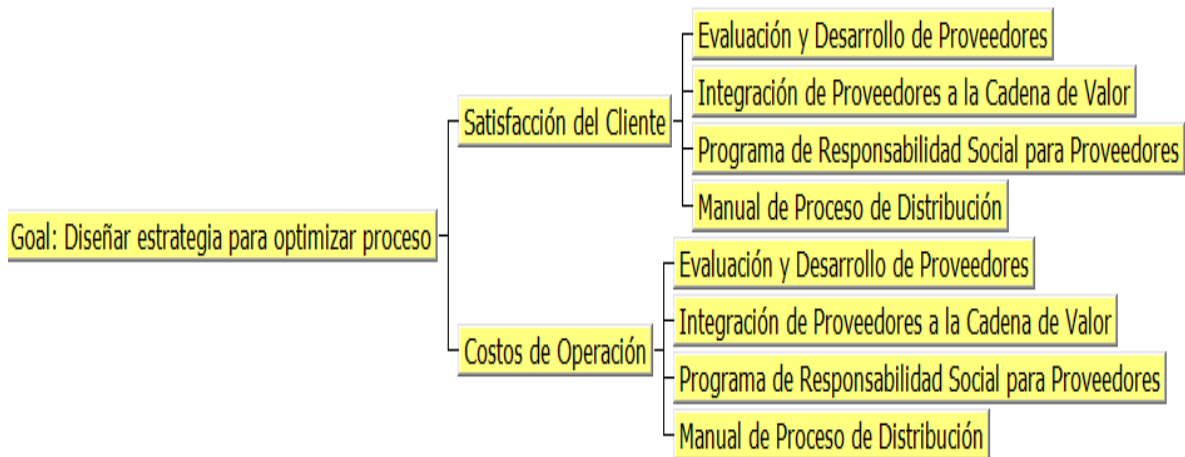 Goal: Diseñar estrategia para optimizar proceso
Satisfacción del Cliente
Evaluación y Desarrollo de Proveedores
Integración de Proveedores a la Cadena de Valor
Programa de Responsabilidad Social para Proveedores
Manual de Proceso de Distribución
Costos de Operación
Evaluación y Desarrollo de Proveedores
Integración de Proveedores a la Cadena de Valor
Programa de Responsabilidad Social para Proveedores
Manual de Proceso de Distribución